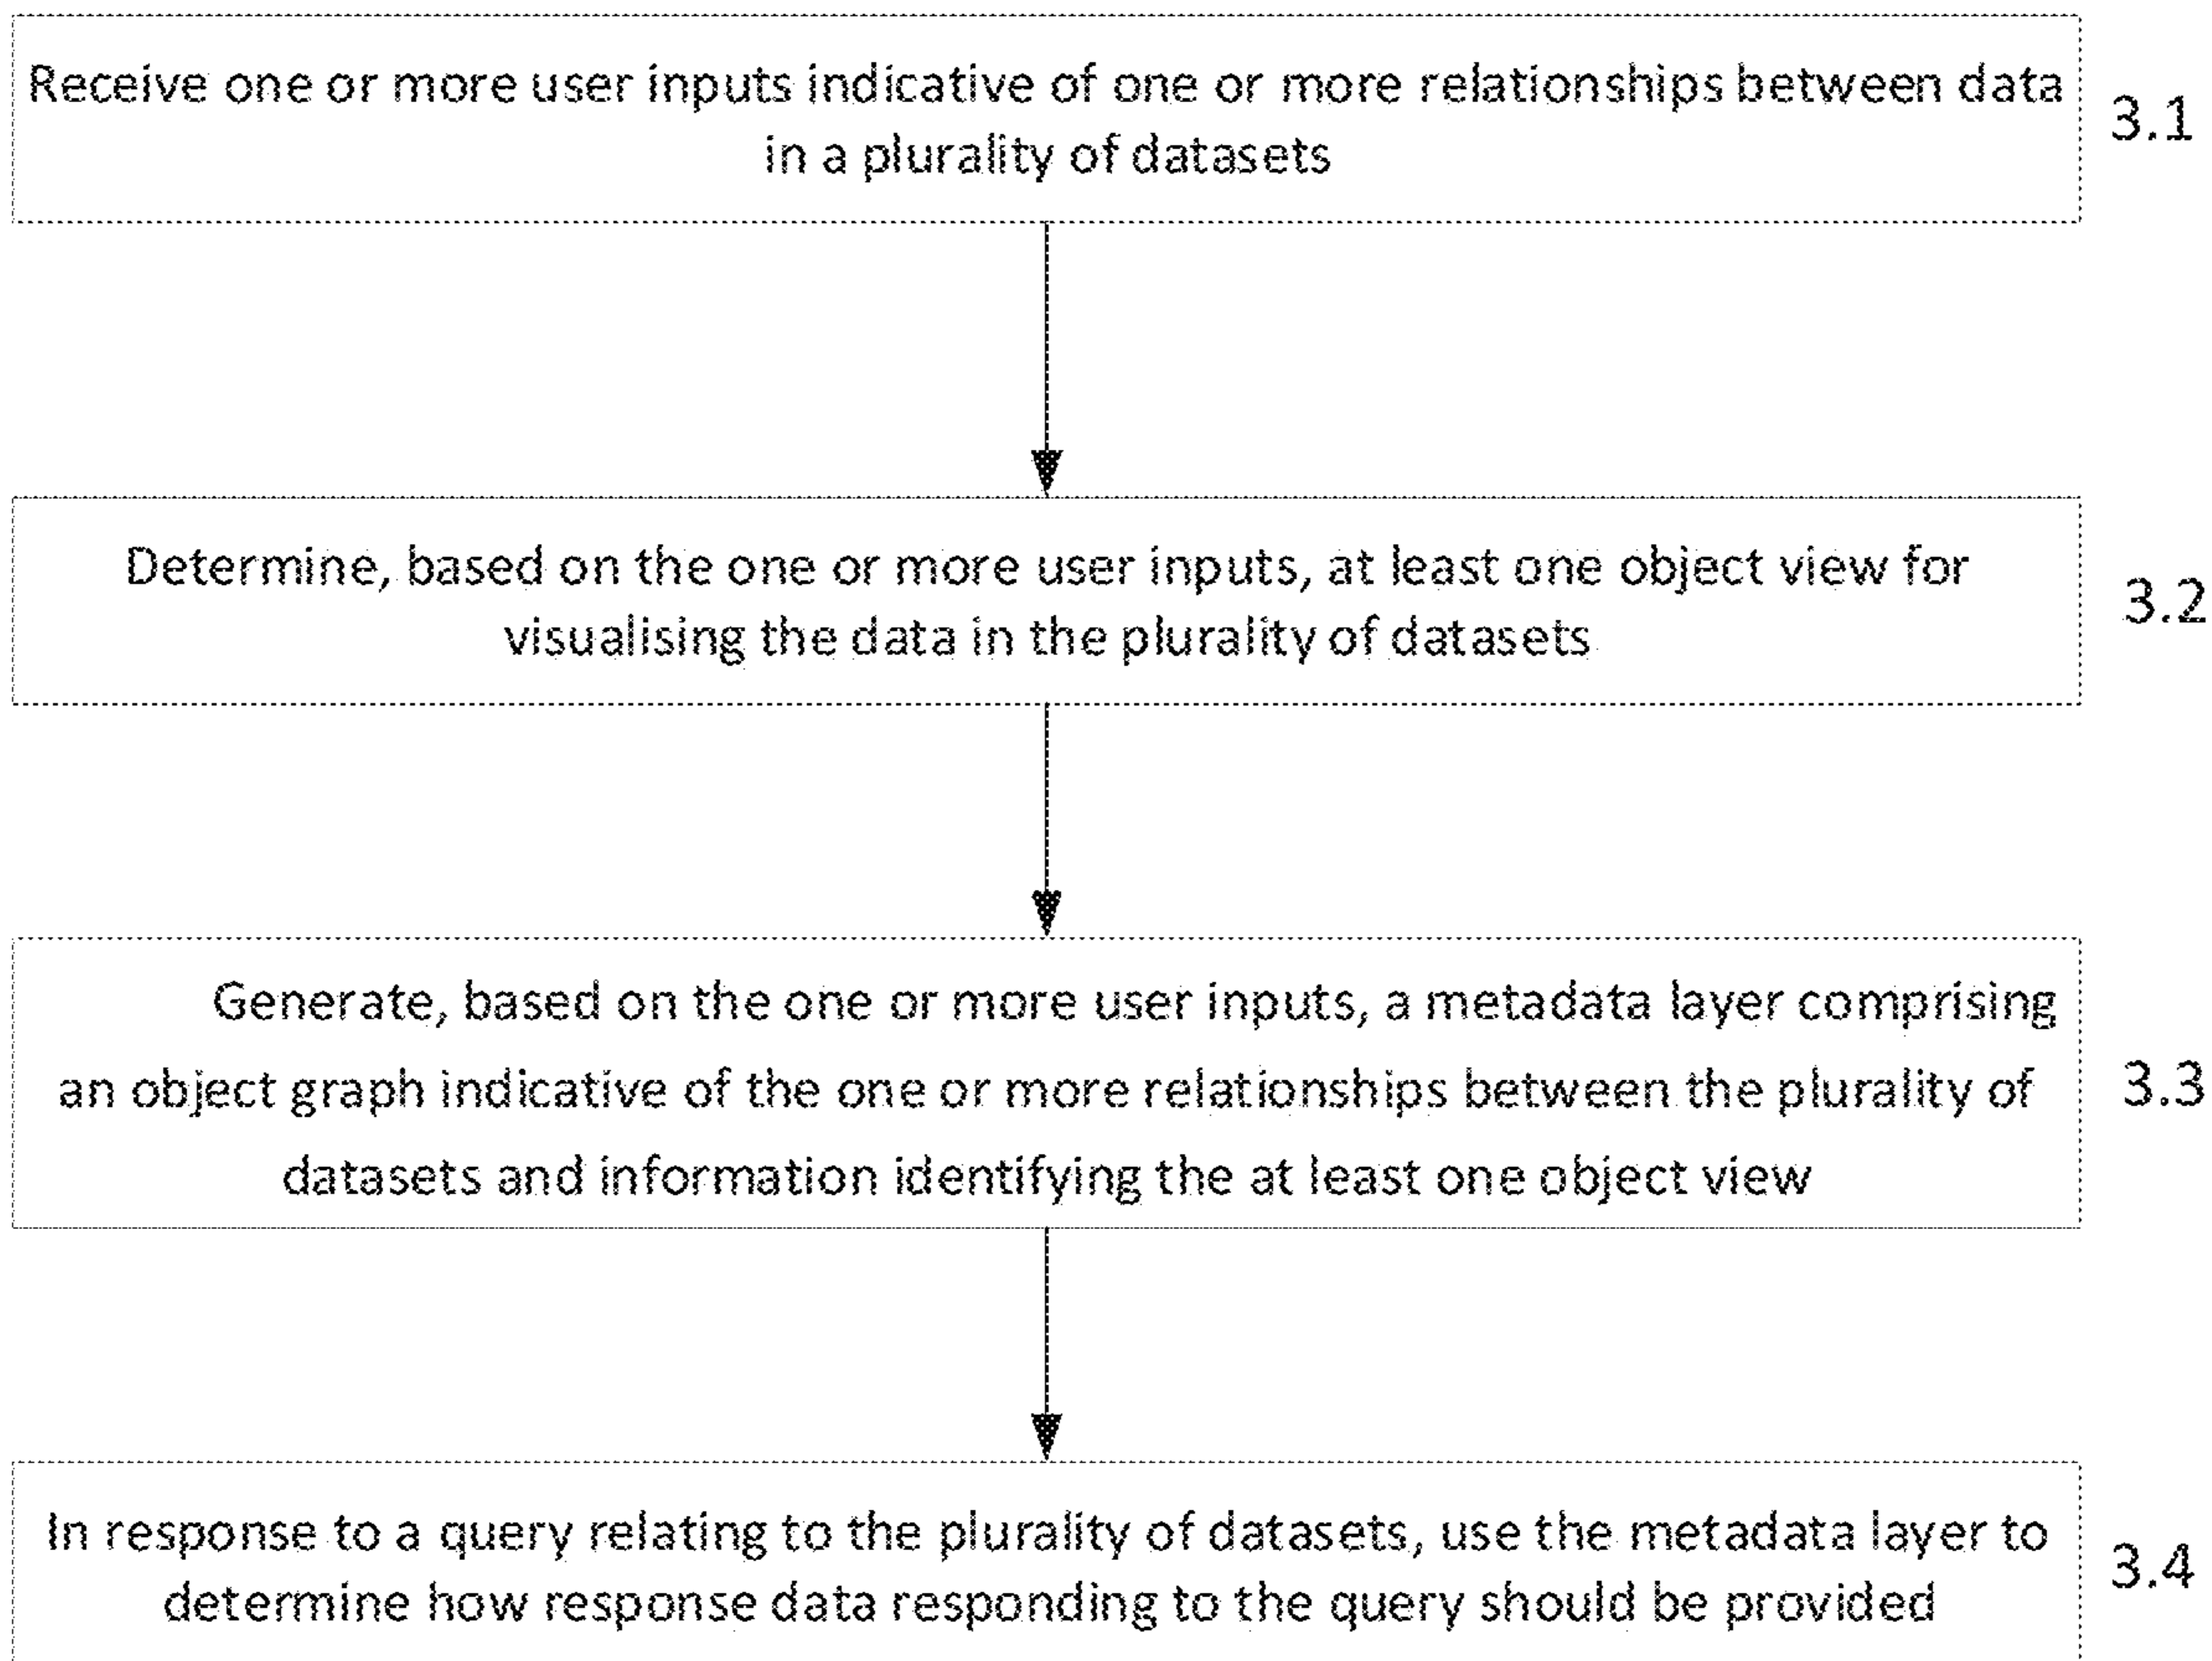 Receive one or more user inputs indicative of one or more relationships between data
in a plurality of datasets
3.1
Determine, based on the one or more user inputs, at least one object view for
visualising the data in the plurality of datasets
3.2
Generate, based on the one or more user inputs, a metadata layer comprising
an object graph indicative of the one or more relationships between the plurality of
datasets and information identifying the at least one object view
3.3
In response to a query relating to the plurality of datasets, use the metadata layer to
determine how response data responding to the query should be provided
3.4